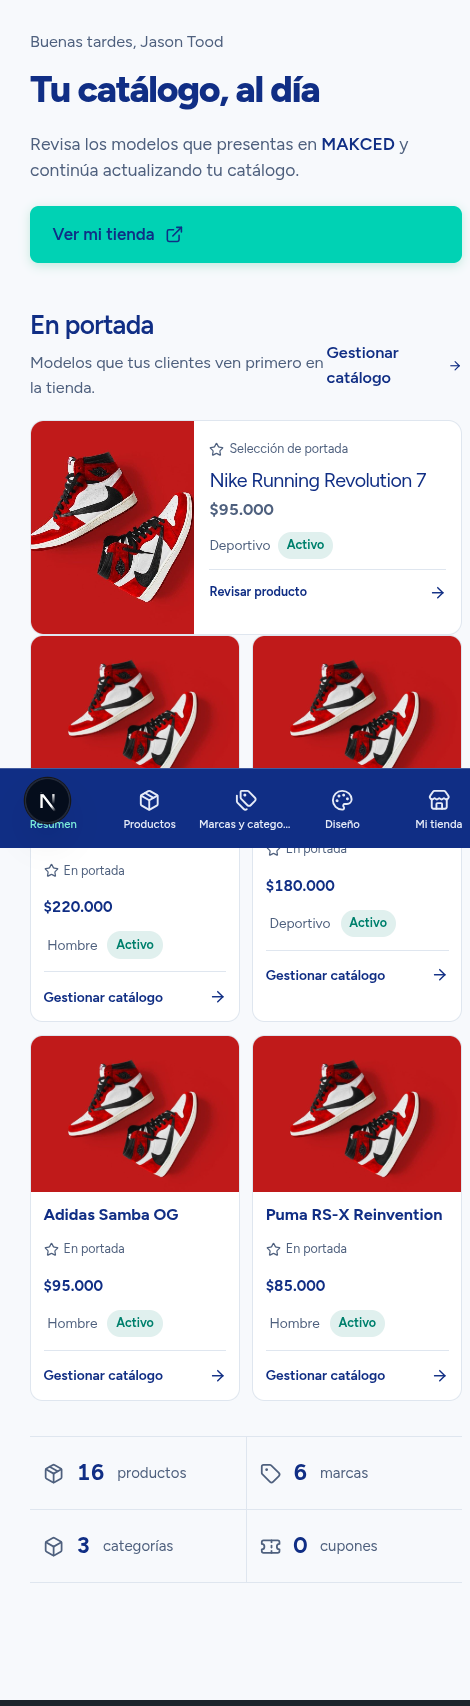 Buenas tardes, Jason Tood
Tu catálogo, al día
Revisa los modelos que presentas en MAKCED y
continúa actualizando tu catálogo.
Ver mi tienda
En portada
Modelos que tus clientes ven primero en
la tienda.
Gestionar
catálogo
Selección de portada
Nike Running Revolution 7
$95.000
Deportivo Activo
Revisar producto
N
Resumen
Productos
Marcas y catego...
Diseño
Mi tienda
En portada
$220.000
Hombre Activo
Gestionar catálogo
En portada
$180.000
Deportivo Activo
Gestionar catálogo
Adidas Samba OG
En portada
$95.000
Hombre Activo
Gestionar catálogo
Puma RS-X Reinvention
En portada
$85.000
Hombre Activo
Gestionar catálogo
16 productos
6 marcas
3 categorías
0 cupones